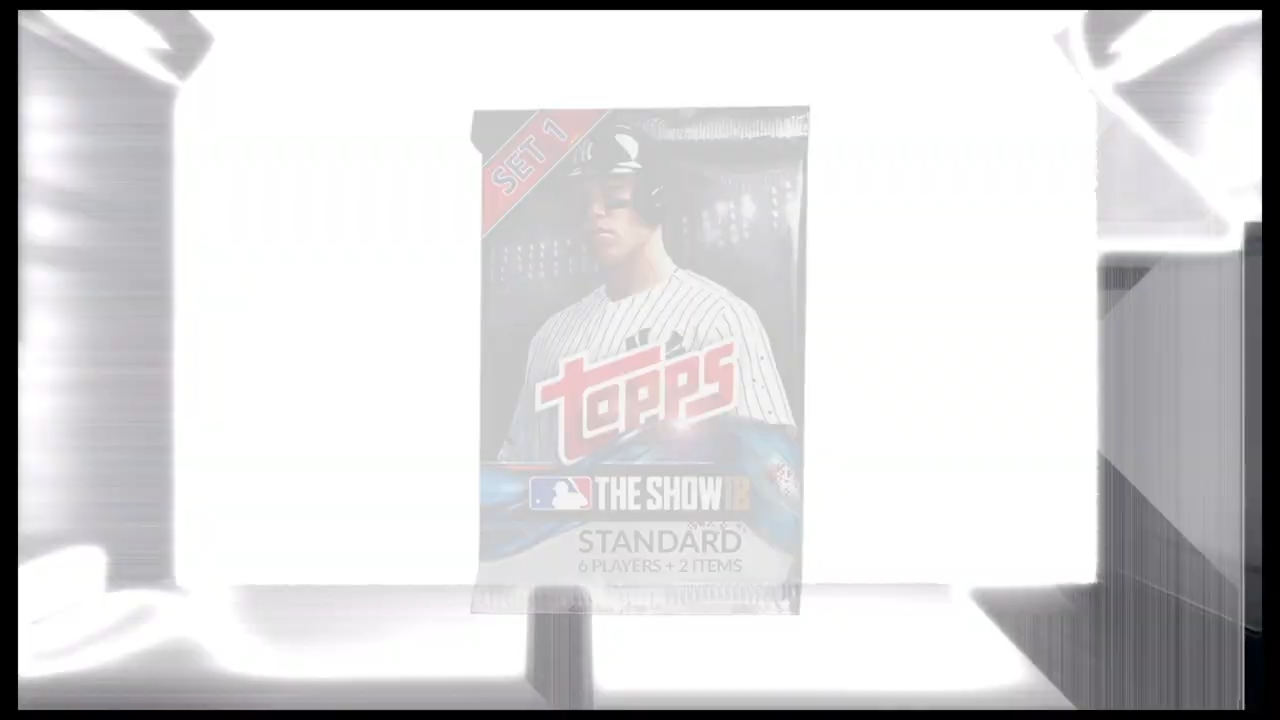 SET 1
Topps
THE SHOW 18
STANDARD
6 PLAYERS + 2 ITEMS